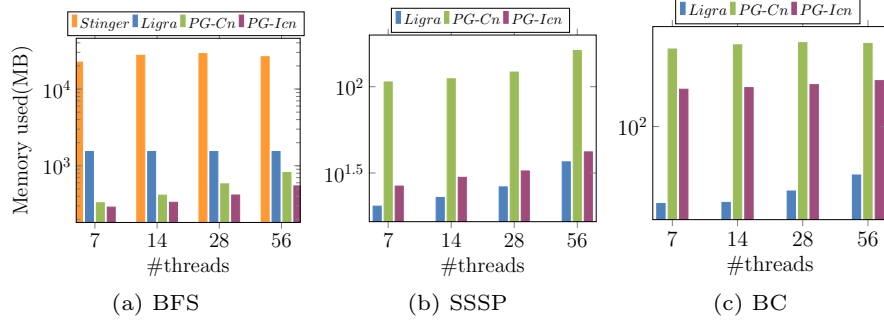 Stinger Ligra PG-Cn PG-Icn
Memory used(MB)
10^4
10^3
7 14 28 56
#threads
(a) BFS
Ligra PG-Cn PG-Icn
10^2
10^1.5
7 14 28 56
#threads
(b) SSSP
Ligra PG-Cn PG-Icn
10^2
7 14 28 56
#threads
(c) BC